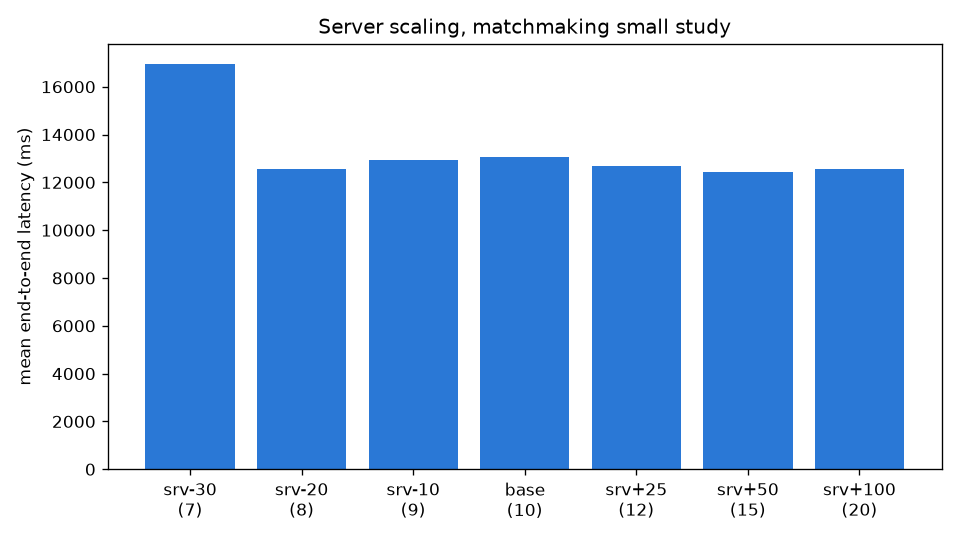 Server scaling, matchmaking small study
mean end-to-end latency (ms)
16000
14000
12000
10000
8000
6000
4000
2000
0
srv-30 srv-20 srv-10 base srv+25 srv+50 srv+100
(7) (8) (9) (10) (12) (15) (20)